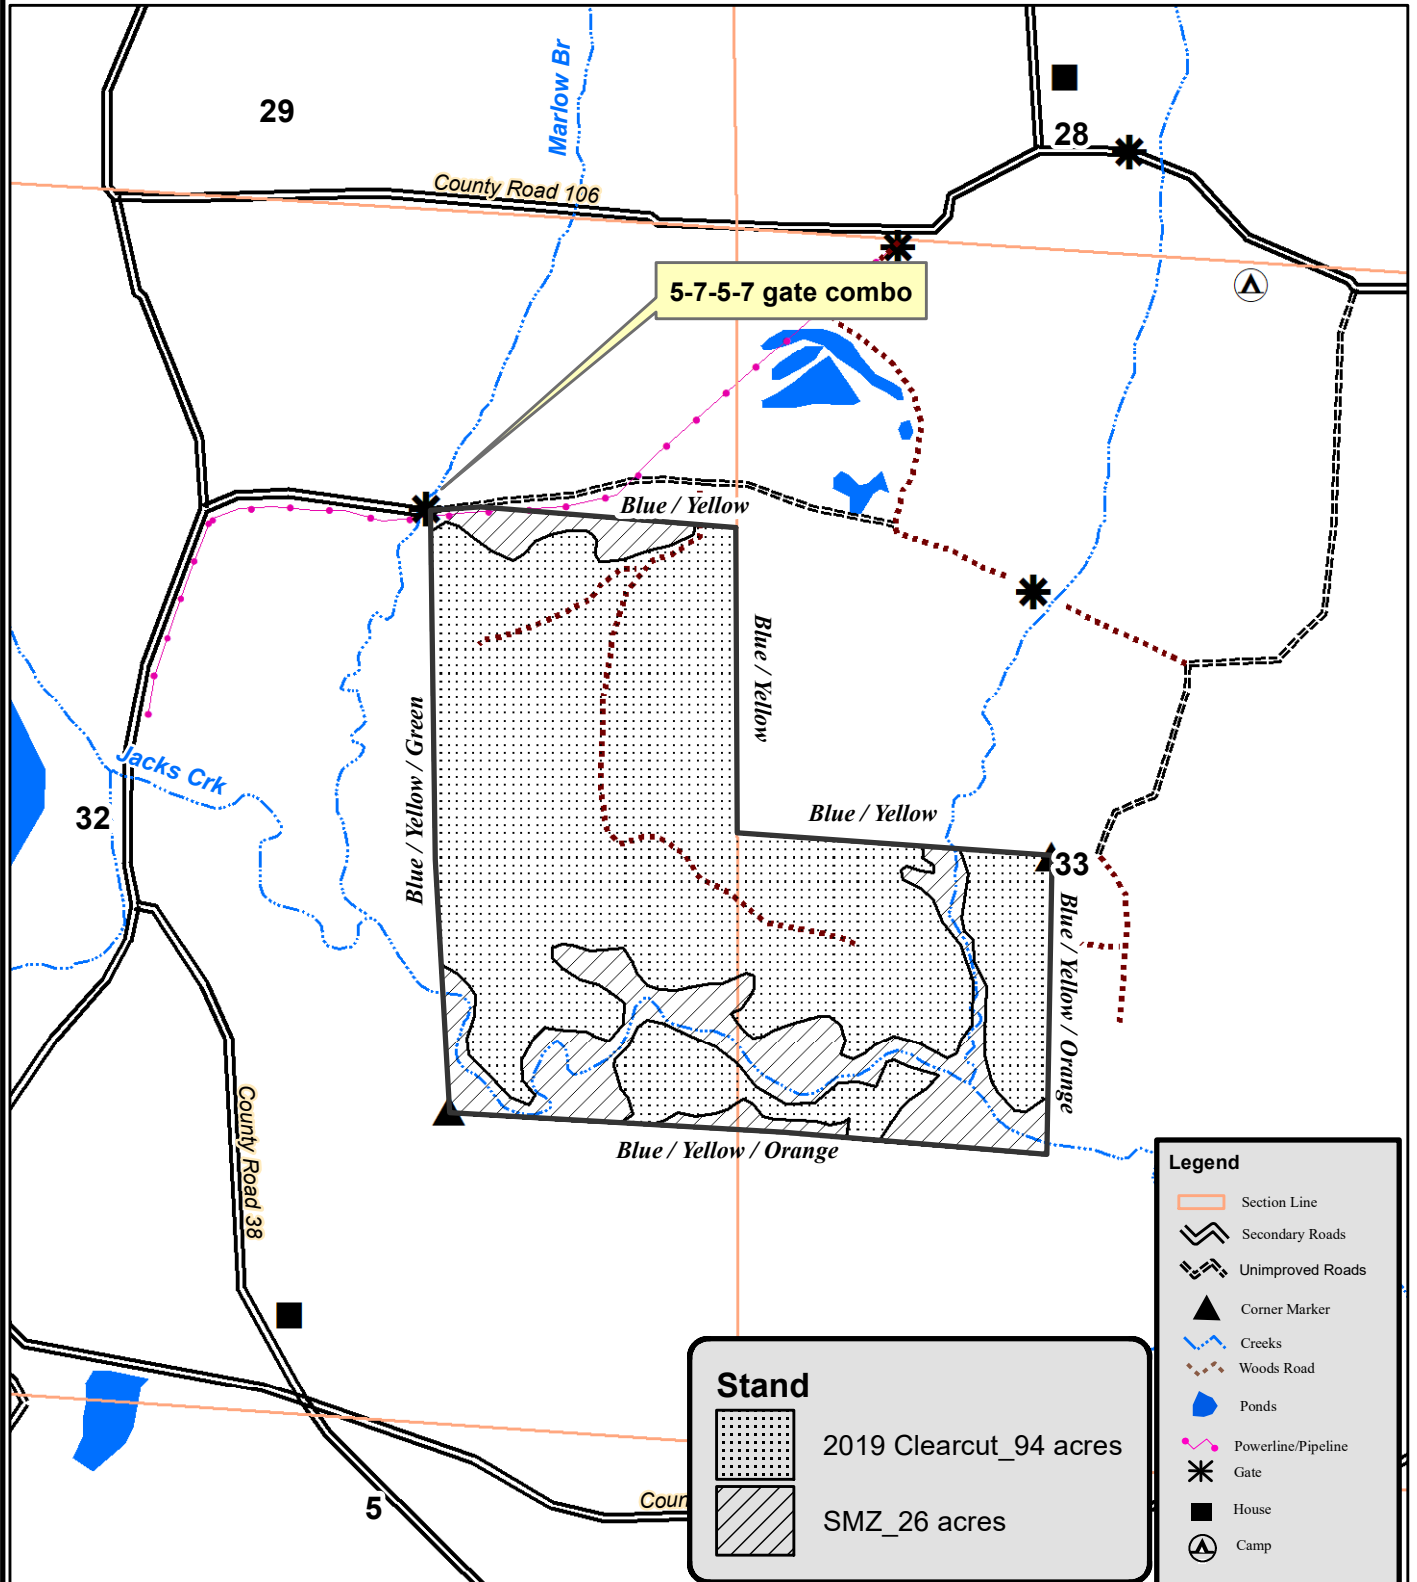 29
Marlow Br
28
County Road 106
5-7-5-7 gate combo
Blue / Yellow
Blue / Yellow
Blue / Yellow / Green
Jacks Crk
32
Blue / Yellow
33
Blue / Yellow / Orange
County Road 38
Blue / Yellow / Orange
5
Coun
Stand
2019 Clearcut_94 acres
SMZ_26 acres
Legend
Section Line
Secondary Roads
Unimproved Roads
Corner Marker
Creeks
Woods Road
Ponds
Powerline/Pipeline
Gate
House
Camp